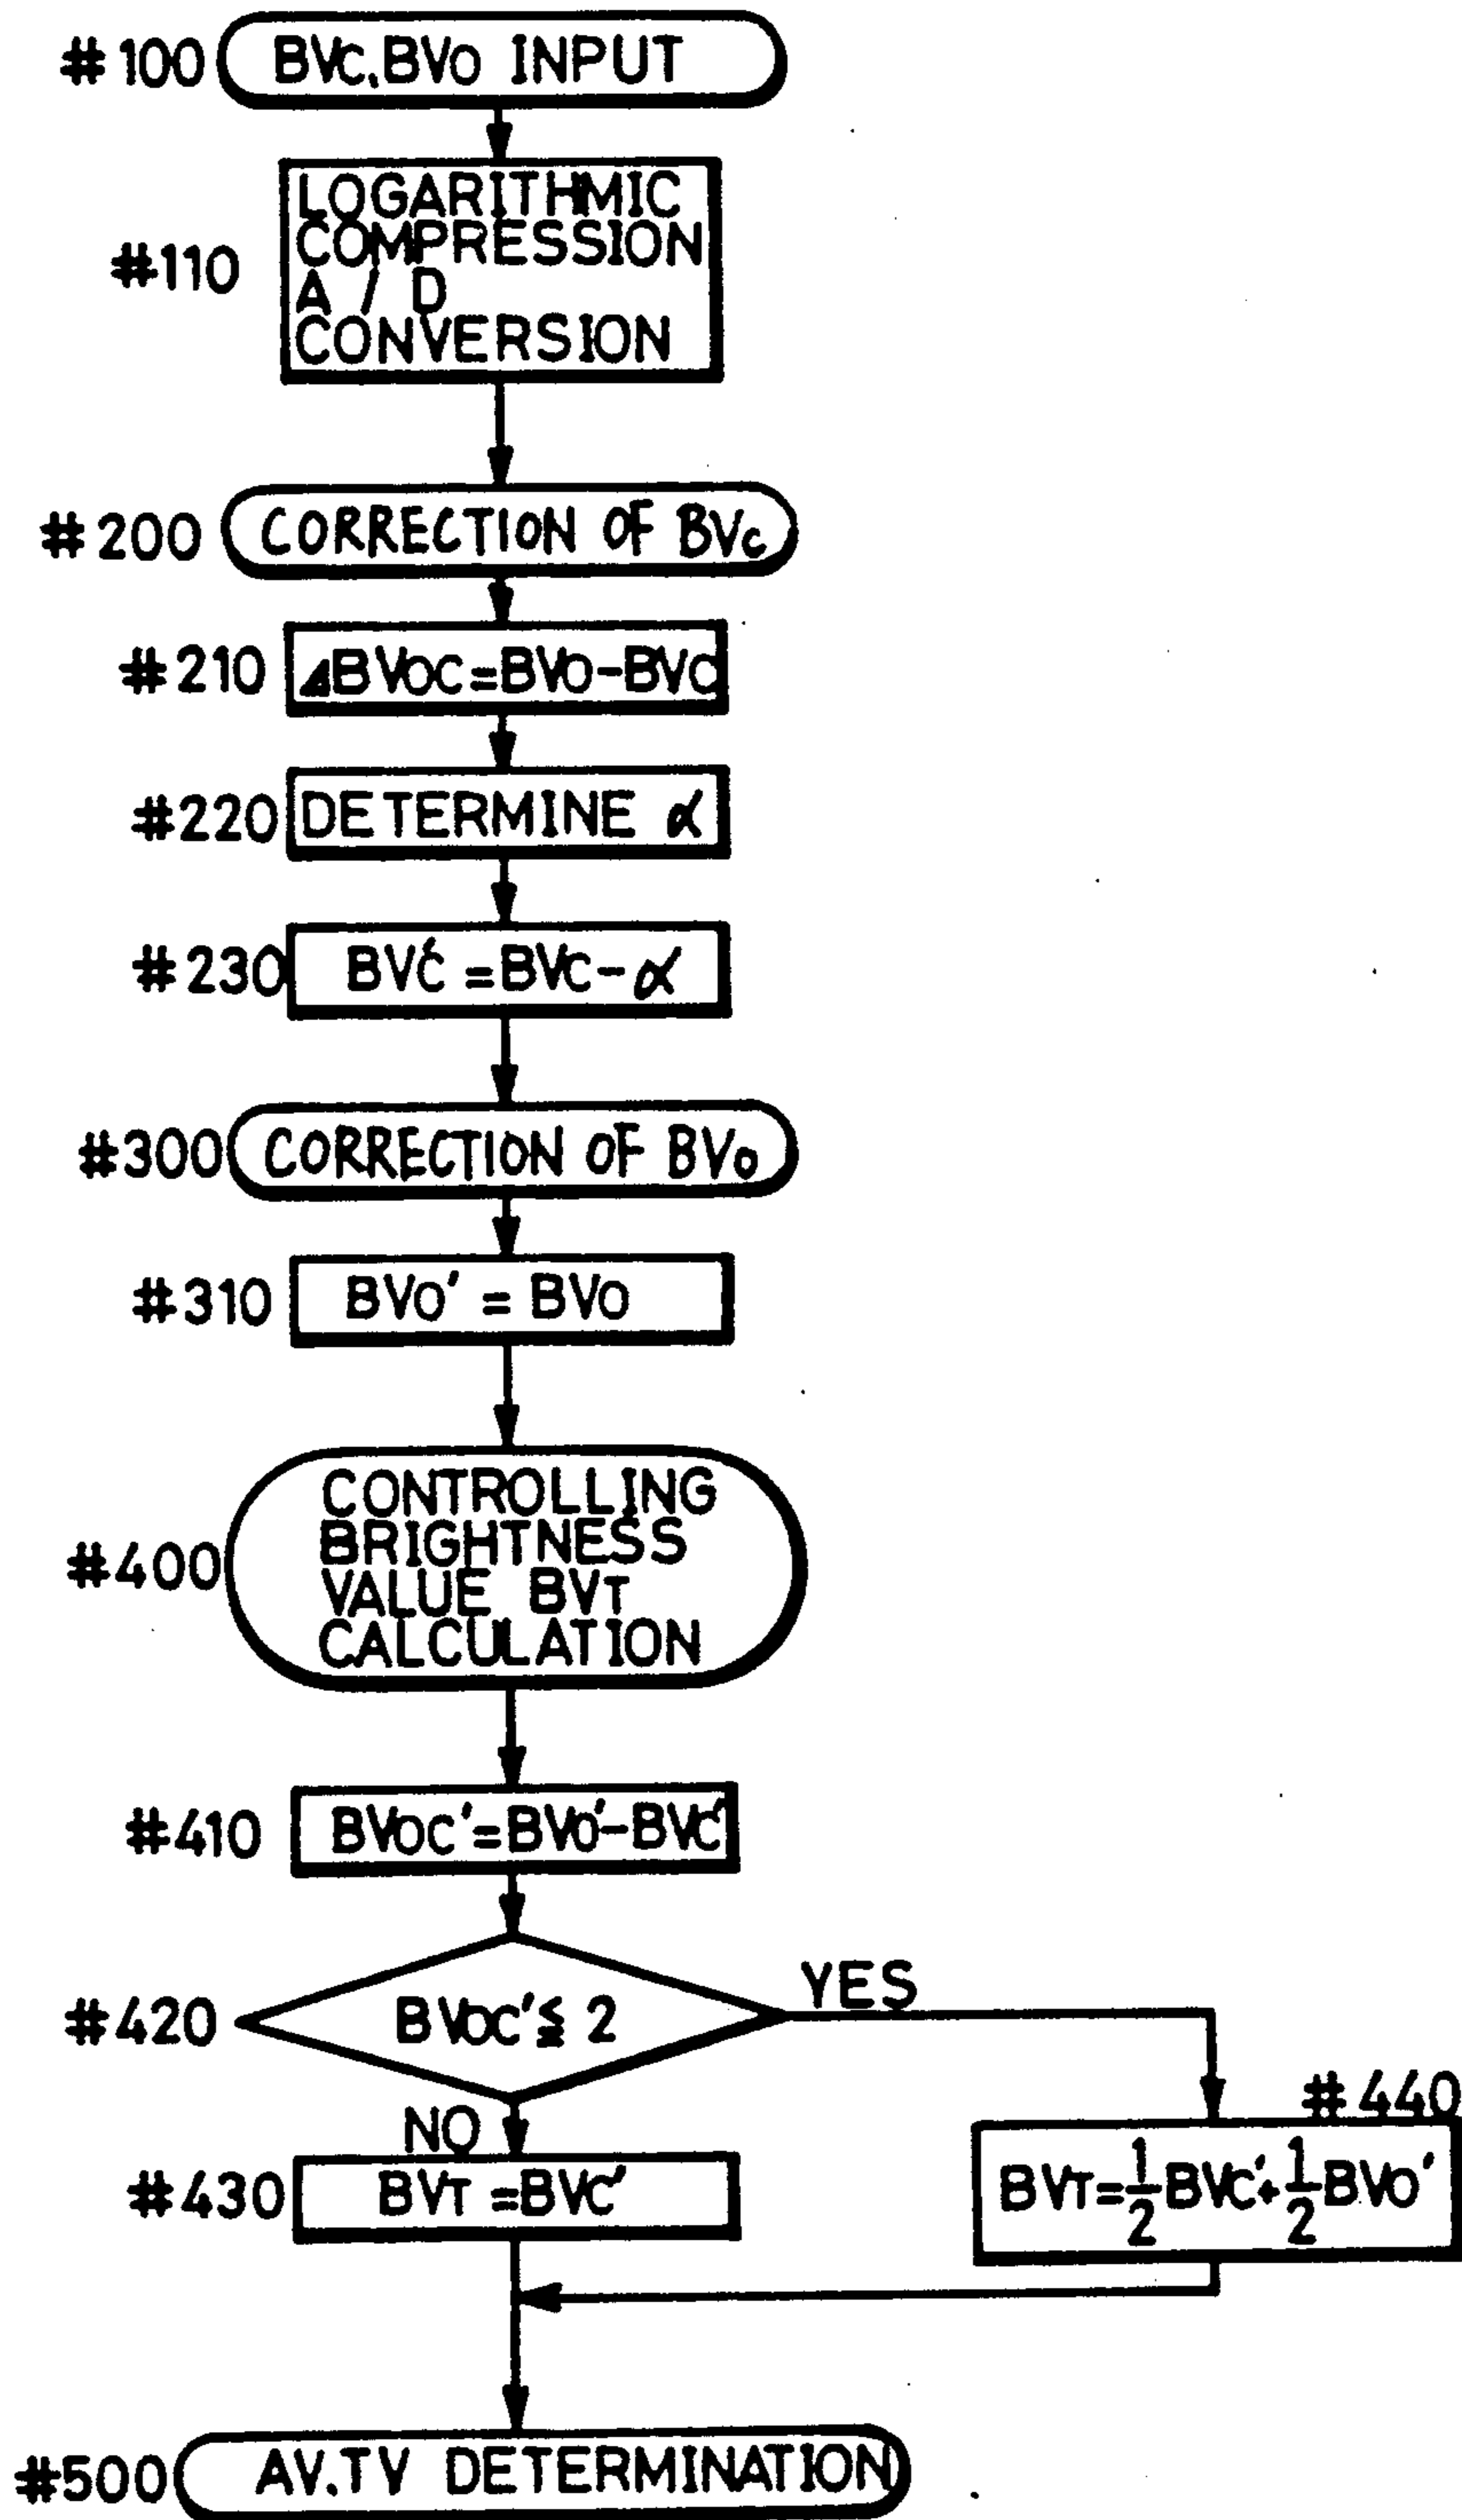 #100 BVC.BVO INPUT
#110
LOGARITHMIC
COMPRESSION
A / D
CONVERSION
#200 CORRECTION OF BVC
#210 ⊿BVOC=BVO-BVC
#220 DETERMINE α
#230 BVC'=BVC-α
#300 CORRECTION OF BVO
#310 BVO'=BVO
#400
CONTROLLING
BRIGHTNESS
VALUE BVT
CALCULATION
#410 BVOC'=BVO'-BVC'
#420 BVOC'≦2
YES
NO
#430 BVT=BVC'
#440
BVT=1/2BVC'+1/2BVO'
#500 AV.TV DETERMINATION